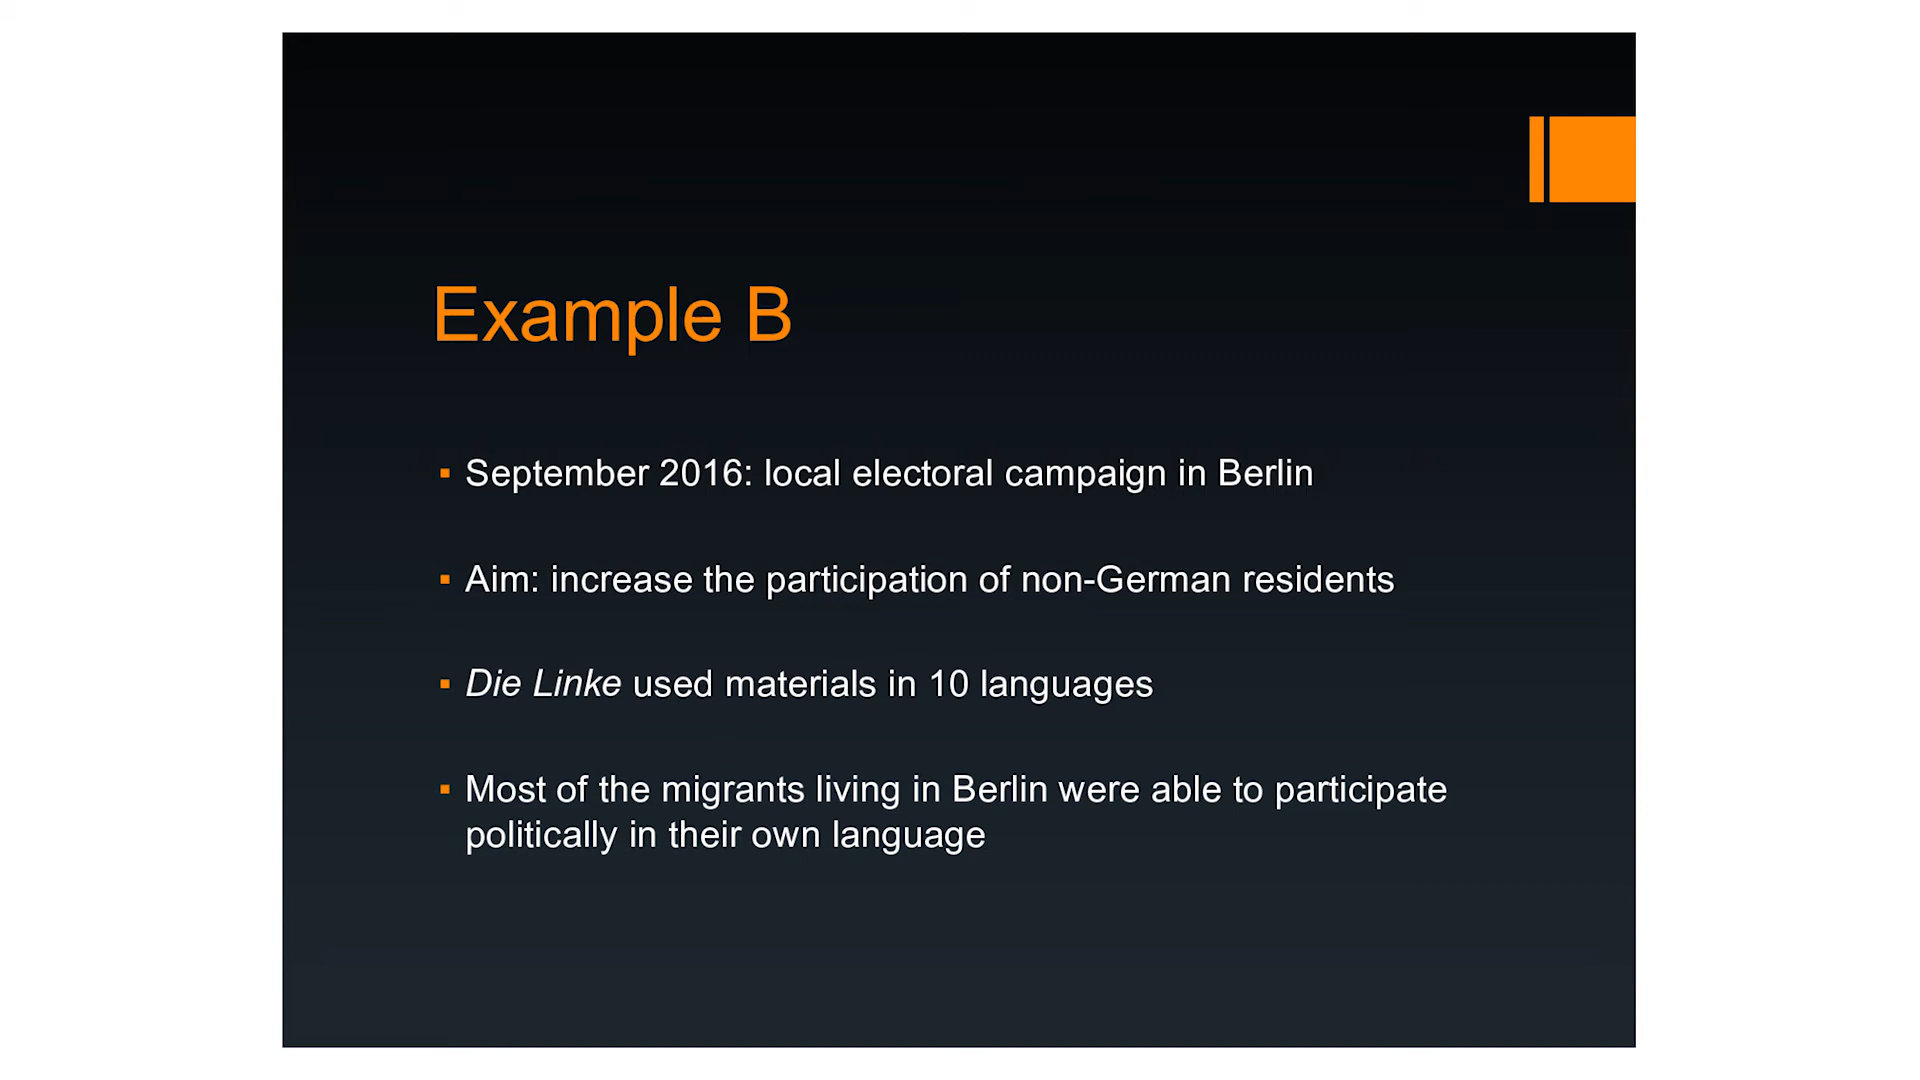 Example B
▪ September 2016: local electoral campaign in Berlin
▪ Aim: increase the participation of non-German residents
▪ Die Linke used materials in 10 languages
▪ Most of the migrants living in Berlin were able to participate
politically in their own language